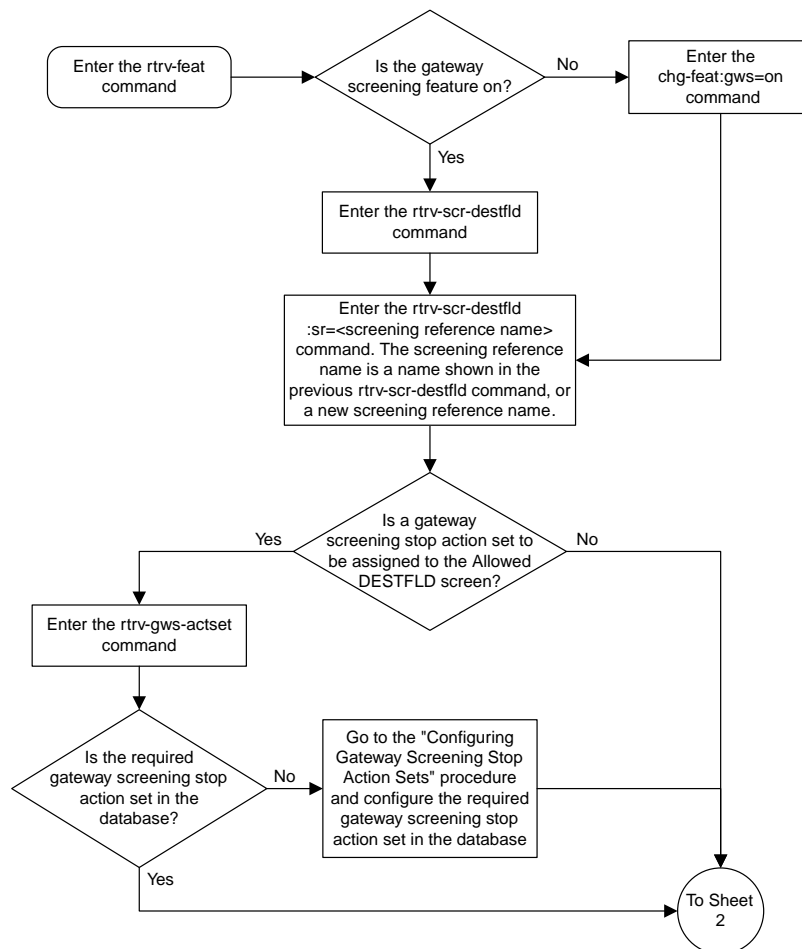 Enter the rtrv-feat
command
Is the gateway
screening feature on?
No
Enter the
chg-feat:gws=on
command
Yes
Enter the rtrv-scr-destfld
command
Enter the rtrv-scr-destfld
:sr=<screening reference name>
command. The screening reference
name is a name shown in the
previous rtrv-scr-destfld command, or
a new screening reference name.
Is a gateway
screening stop action set to
be assigned to the Allowed
DESTFLD screen?
Yes
No
Enter the rtrv-gws-actset
command
Is the required
gateway screening stop
action set in the
database?
No
Go to the "Configuring
Gateway Screening Stop
Action Sets" procedure
and configure the required
gateway screening stop
action set in the database
Yes
To Sheet
2